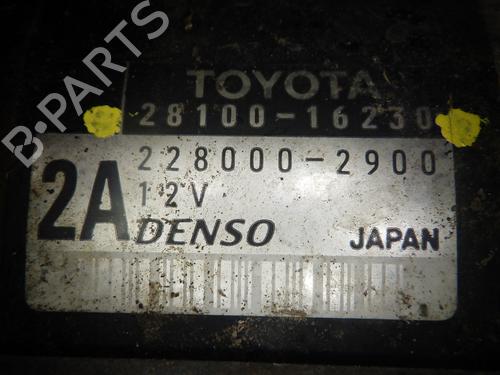 TOYOTA
28100-16230
2A 228000-2900
12V
DENSO JAPAN
B-PARTS